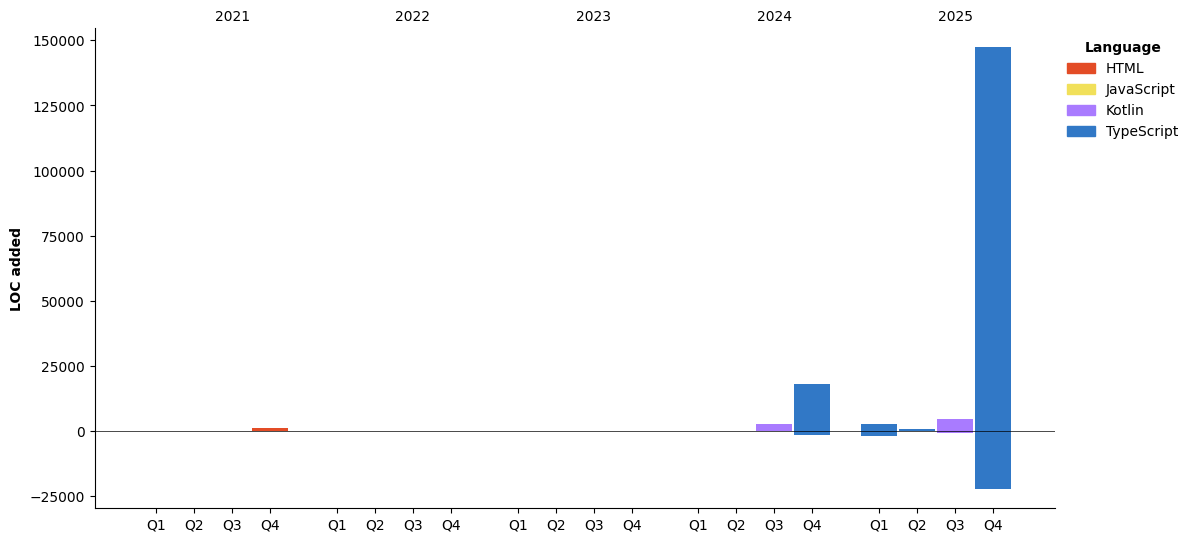 2021 2022 2023 2024 2025
150000
125000
100000
75000
50000
25000
0
−25000
LOC added
Q1 Q2 Q3 Q4 Q1 Q2 Q3 Q4 Q1 Q2 Q3 Q4 Q1 Q2 Q3 Q4 Q1 Q2 Q3 Q4
Language
HTML
JavaScript
Kotlin
TypeScript